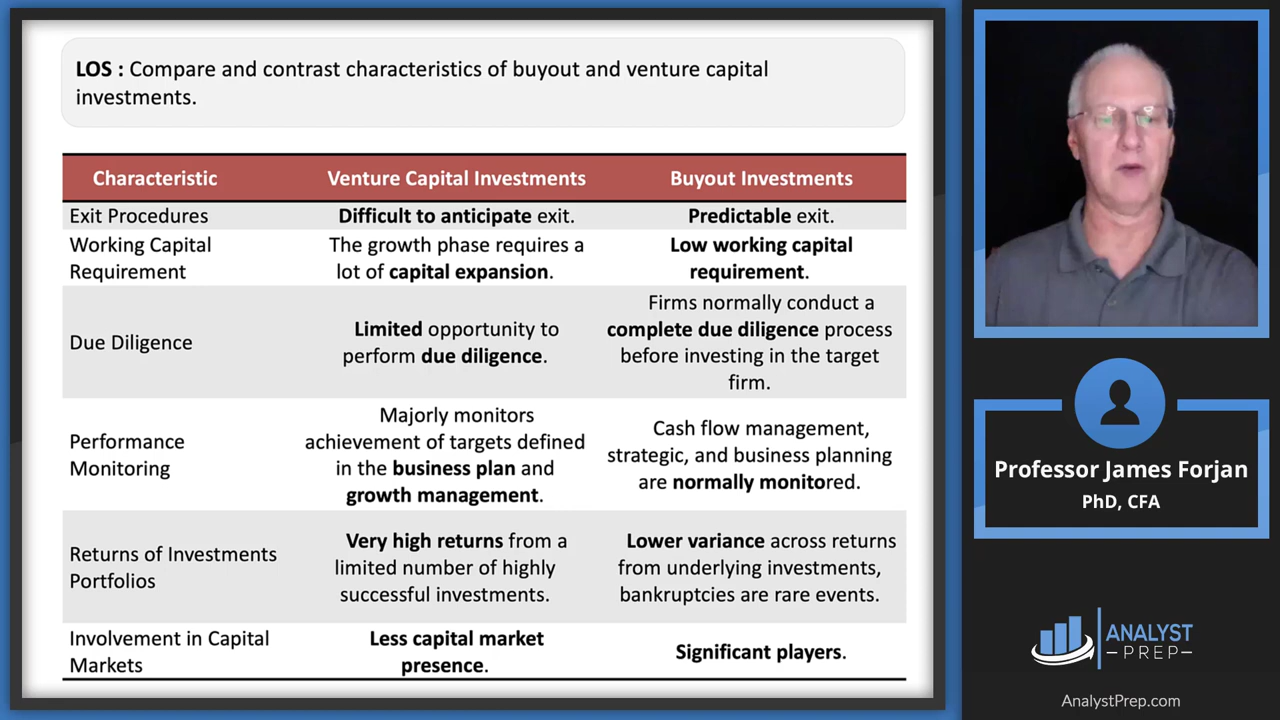 LOS : Compare and contrast characteristics of buyout and venture capital
investments.
Characteristic
Venture Capital Investments
Buyout Investments
Exit Procedures
Difficult to anticipate exit.
Predictable exit.
Working Capital
Requirement
The growth phase requires a
lot of capital expansion.
Low working capital
requirement.
Due Diligence
Limited opportunity to
perform due diligence.
Firms normally conduct a
complete due diligence process
before investing in the target
firm.
Performance
Monitoring
Majorly monitors
achievement of targets defined
in the business plan and
growth management.
Cash flow management,
strategic, and business planning
are normally monitored.
Returns of Investments
Portfolios
Very high returns from a
limited number of highly
successful investments.
Lower variance across returns
from underlying investments,
bankruptcies are rare events.
Involvement in Capital
Markets
Less capital market
presence.
Significant players.
Professor James Forjan
PhD, CFA
ANALYST
PREP
AnalystPrep.com